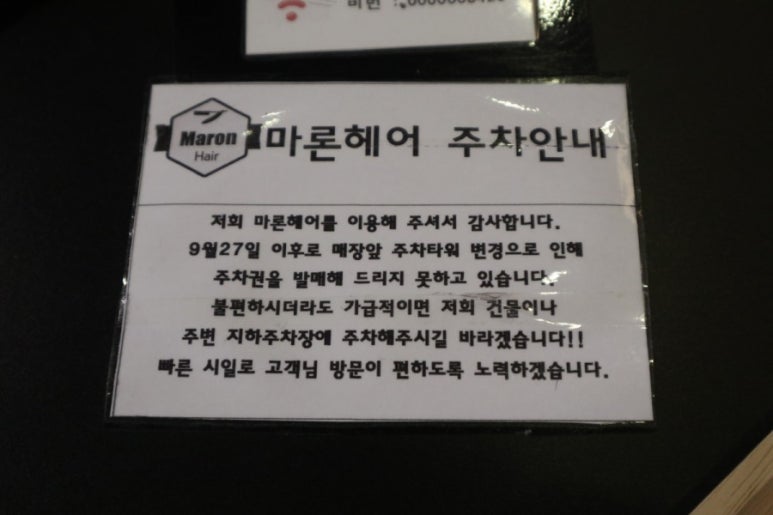 비번 :
Maron
Hair
마론헤어 주차안내
저희 마론헤어를 이용해 주셔서 감사합니다.
9월27일 이후로 매장앞 주차타워 변경으로 인해
주차권을 발매해 드리지 못하고 있습니다.
불편하시더라도 가급적이면 저희 건물이나
주변 지하주차장에 주차해주시길 바라겠습니다!!
빠른 시일로 고객님 방문이 편하도록 노력하겠습니다.